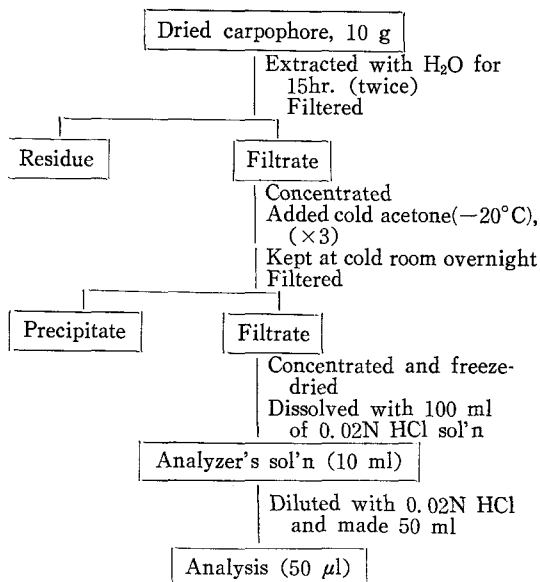 Dried carpophore, 10 g
Extracted with H₂O for
15hr. (twice)
Filtered
Residue
Filtrate
Concentrated
Added cold acetone(−20°C),
(×3)
Kept at cold room overnight
Filtered
Precipitate
Filtrate
Concentrated and freeze-
dried
Dissolved with 100 ml
of 0.02N HCl sol'n
Analyzer's sol'n (10 ml)
Diluted with 0.02N HCl
and made 50 ml
Analysis (50 μl)